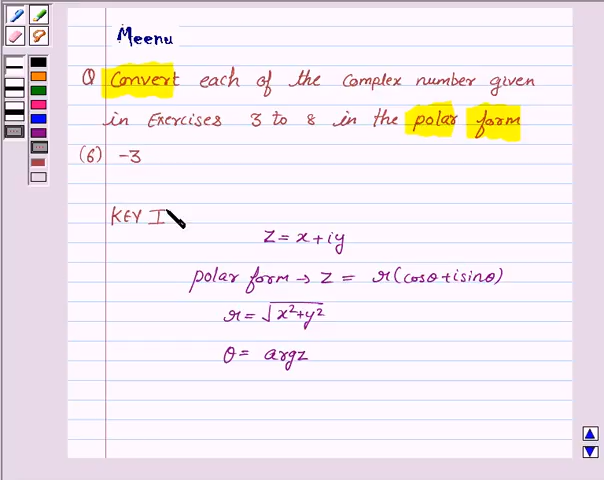 Meenu
Q Convert each of the complex number given
in Exercises 3 to 8 in the polar form
(6) -3
KEY I
z = x + iy
polar form → z = r(cosθ + isinθ)
r = √x²+y²
θ = argz